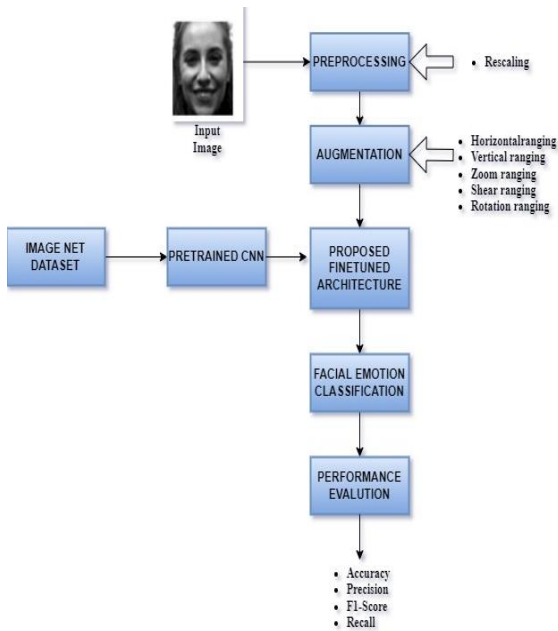 PREPROCESSING
• Rescaling
Input
Image
AUGMENTATION
• Horizontalranging
• Vertical ranging
• Zoom ranging
• Shear ranging
• Rotation ranging
IMAGE NET
DATASET
PRETRAINED CNN
PROPOSED
FINETUNED
ARCHITECTURE
FACIAL EMOTION
CLASSIFICATION
PERFORMANCE
EVALUTION
• Accuracy
• Precision
• F1-Score
• Recall